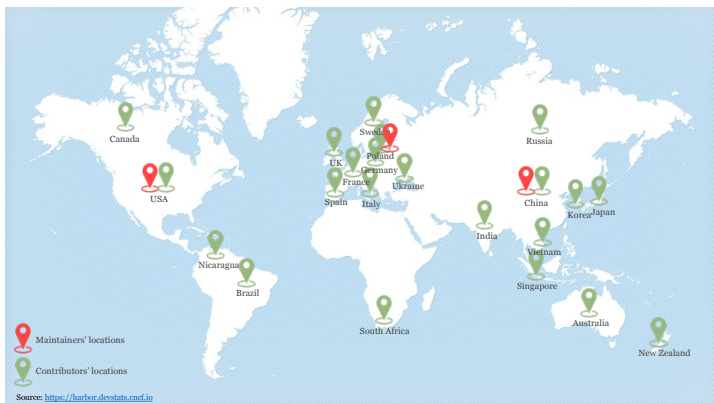 Canada
Sweden
Russia
UK
Poland
Germany
France
Ukraine
USA
Spain
Italy
China
Korea
Japan
India
Vietnam
Nicaragua
Singapore
Brazil
South Africa
Australia
Maintainers' locations
New Zealand
Contributors' locations
Source: https://harbor.devstats.cncf.io